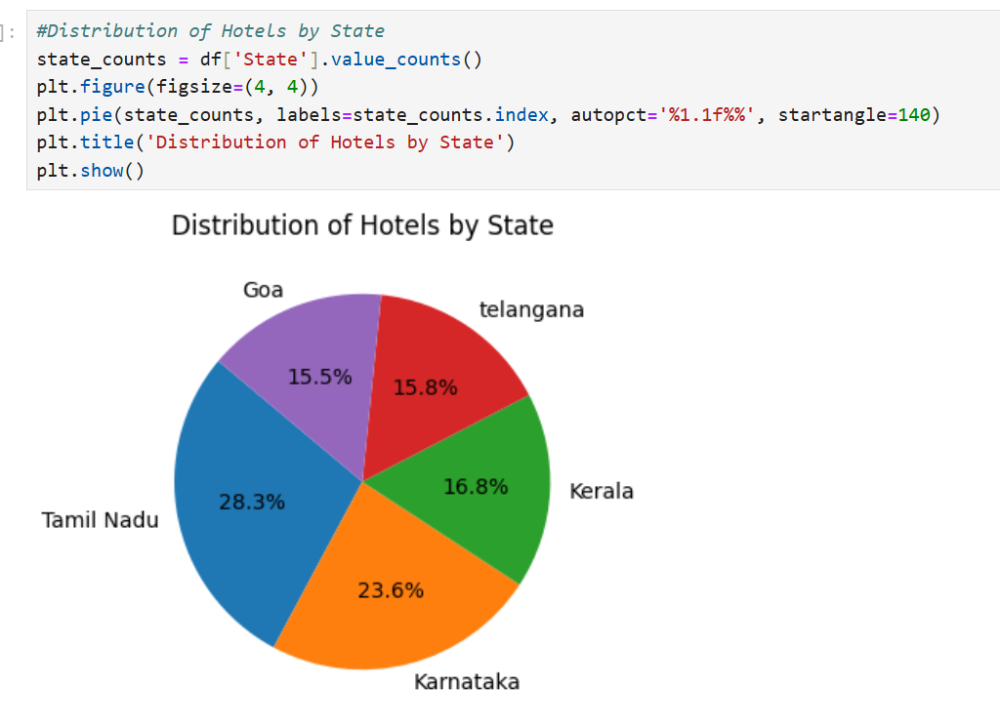 ]:
#Distribution of Hotels by State
state_counts = df['State'].value_counts()
plt.figure(figsize=(4, 4))
plt.pie(state_counts, labels=state_counts.index, autopct='%1.1f%%', startangle=140)
plt.title('Distribution of Hotels by State')
plt.show()
Distribution of Hotels by State
Goa
telangana
15.5%
15.8%
16.8%
Kerala
28.3%
Tamil Nadu
23.6%
Karnataka